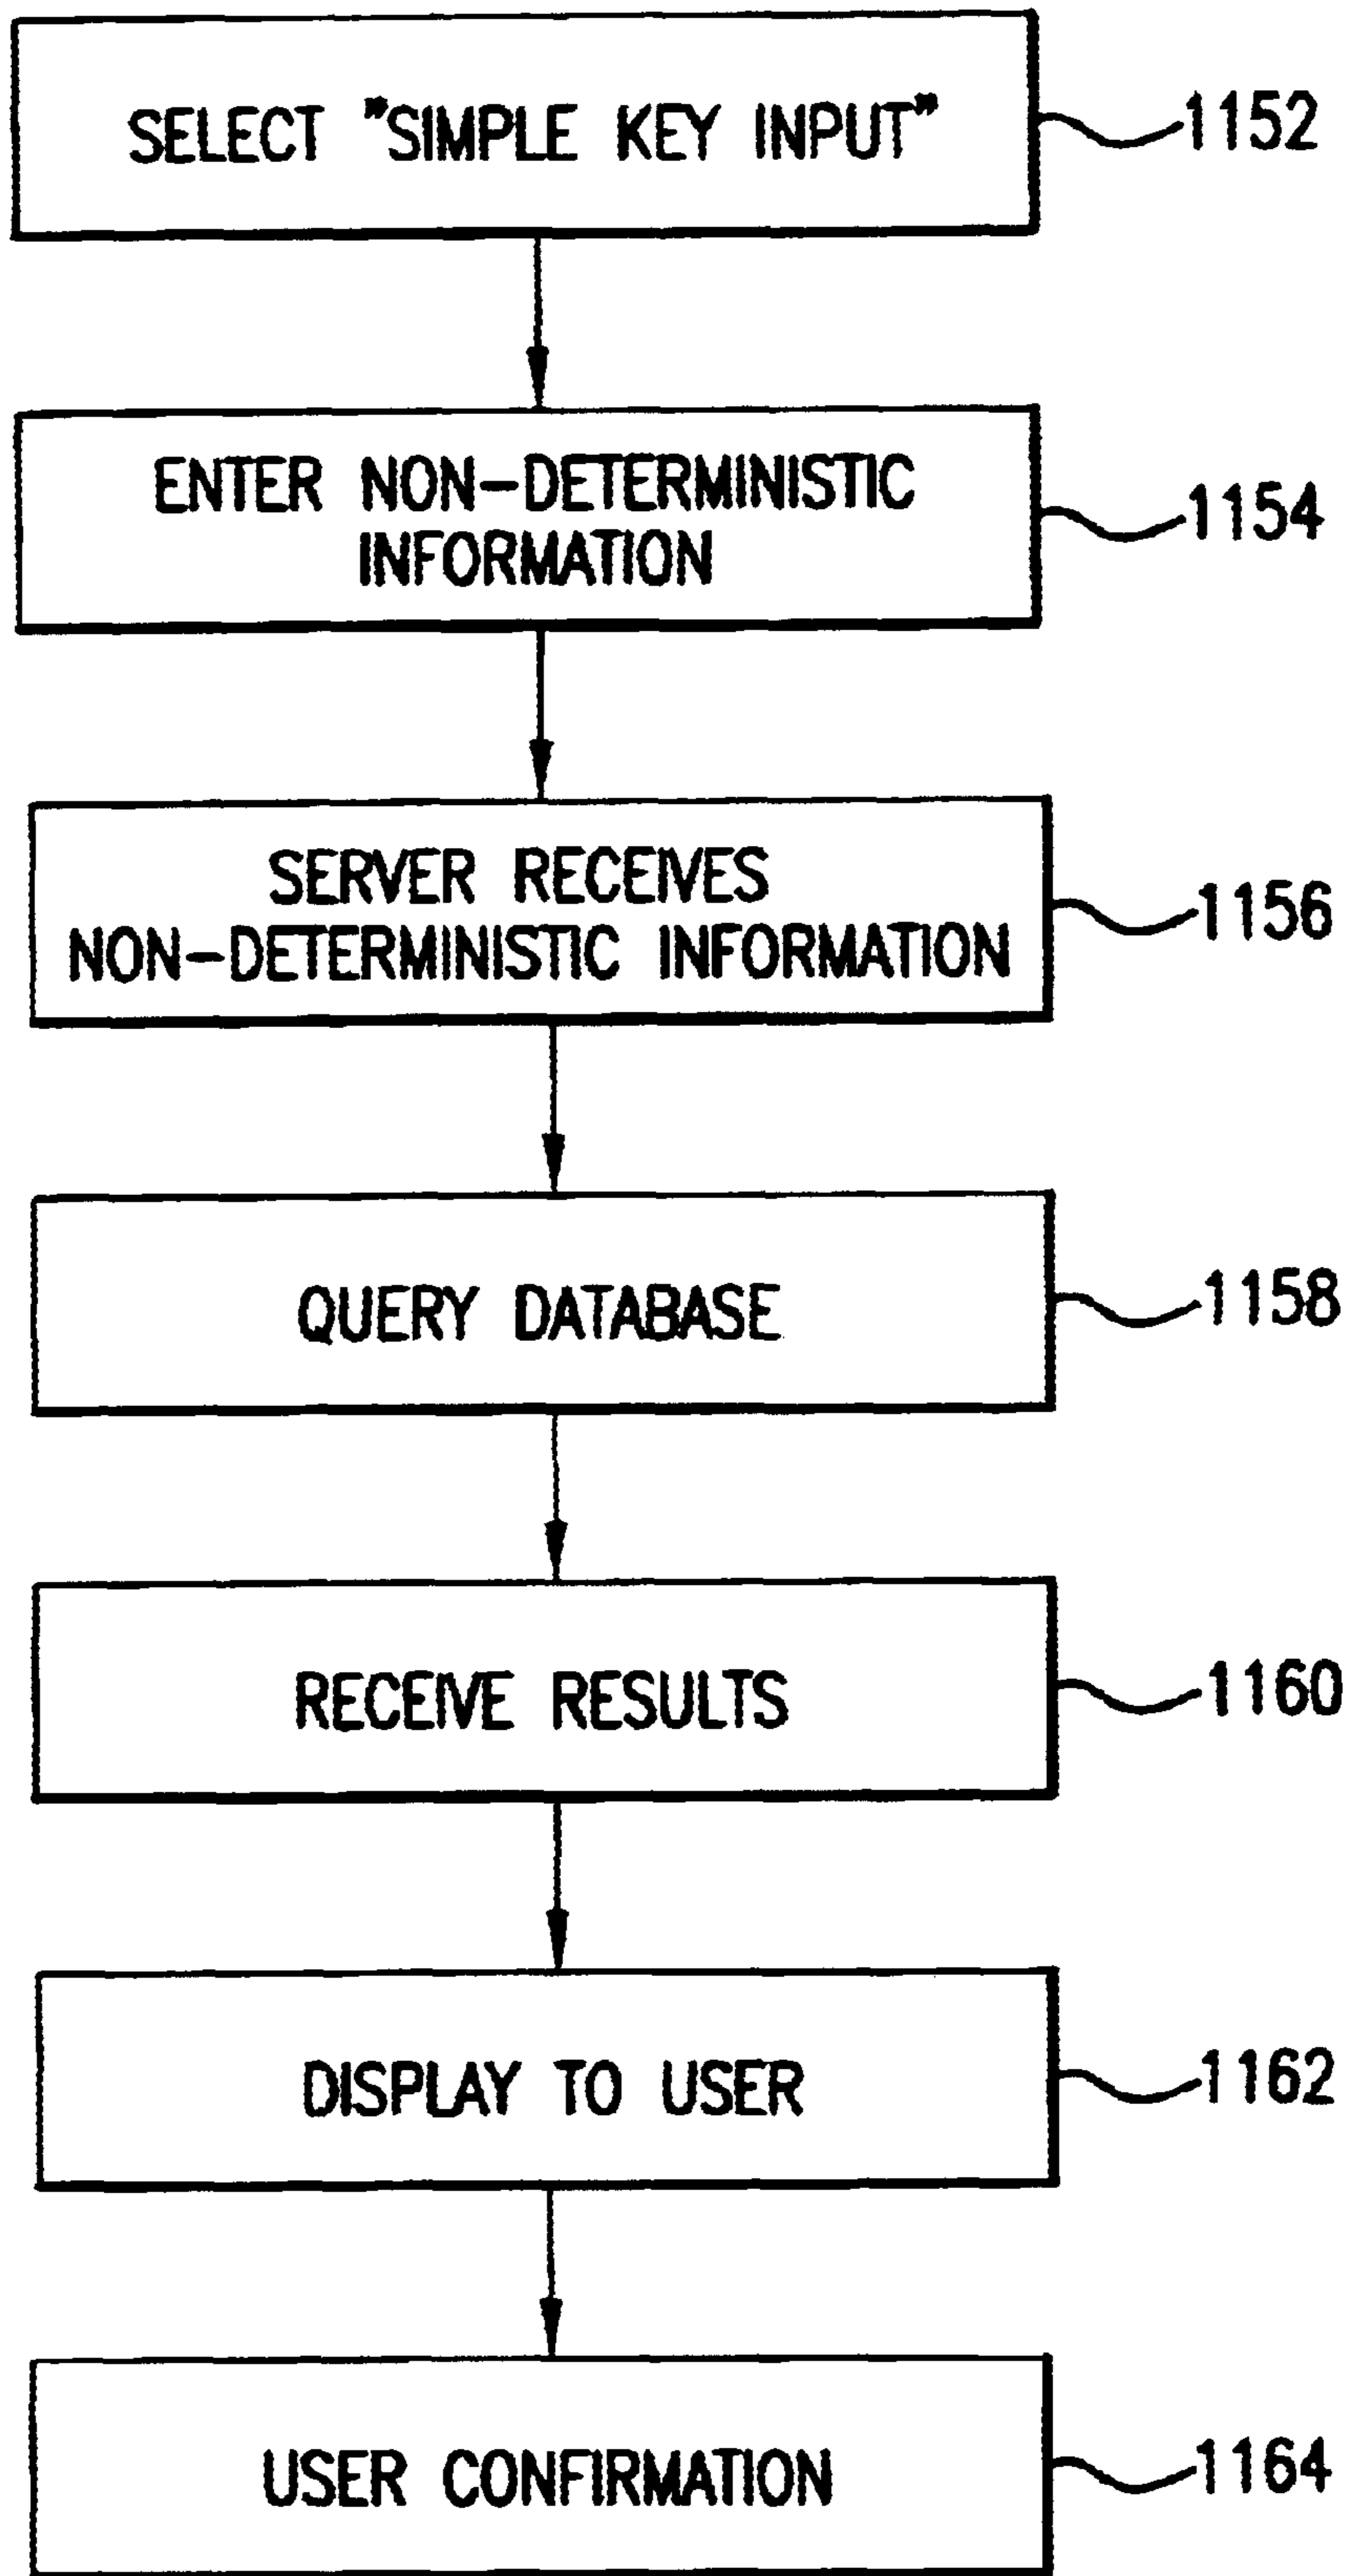 SELECT "SIMPLE KEY INPUT"
1152
ENTER NON-DETERMINISTIC
INFORMATION
1154
SERVER RECEIVES
NON-DETERMINISTIC INFORMATION
1156
QUERY DATABASE
1158
RECEIVE RESULTS
1160
DISPLAY TO USER
1162
USER CONFIRMATION
1164